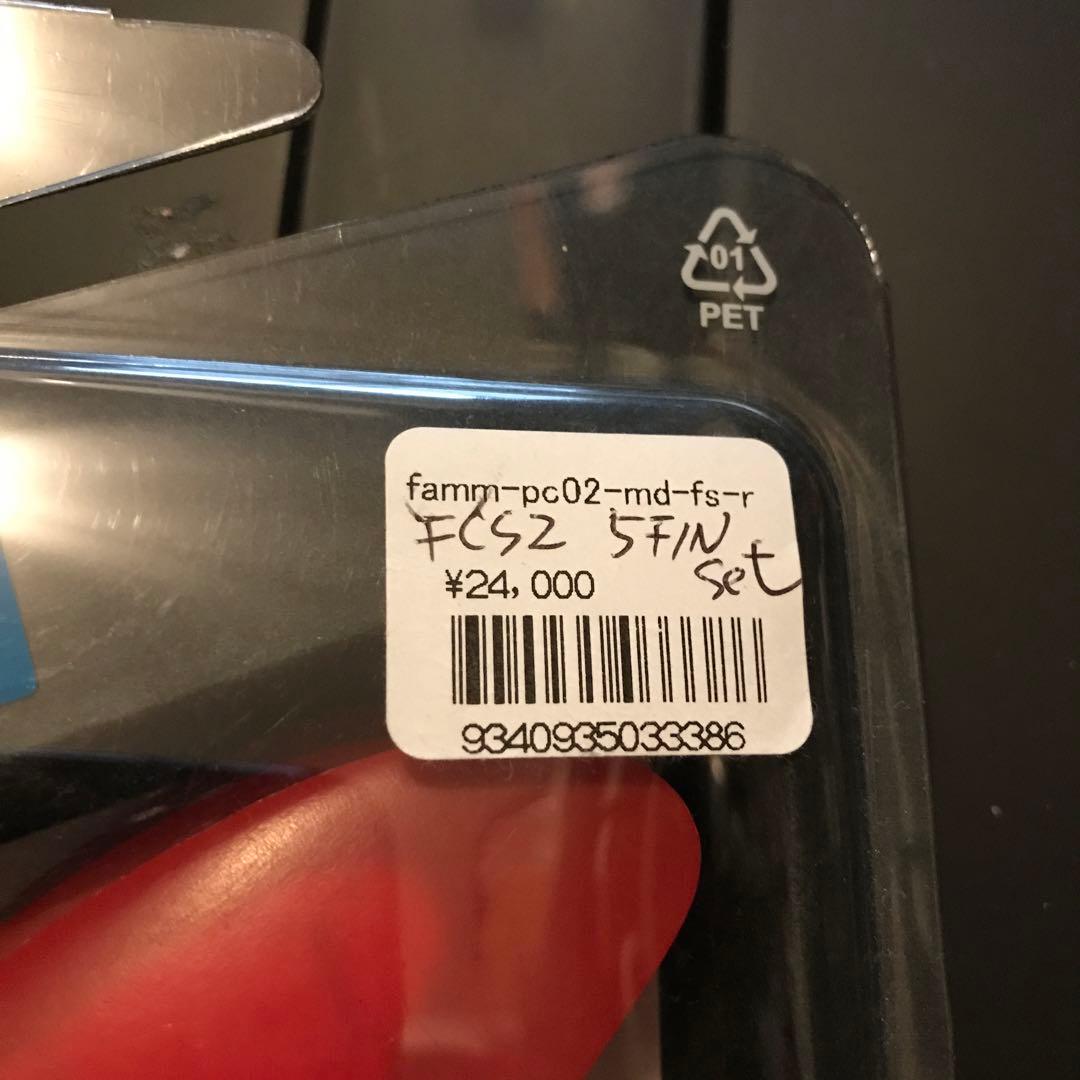 01
PET
famm-pc02-md-fs-r
FCS2 5FIN
set
¥24,000
9340935033386